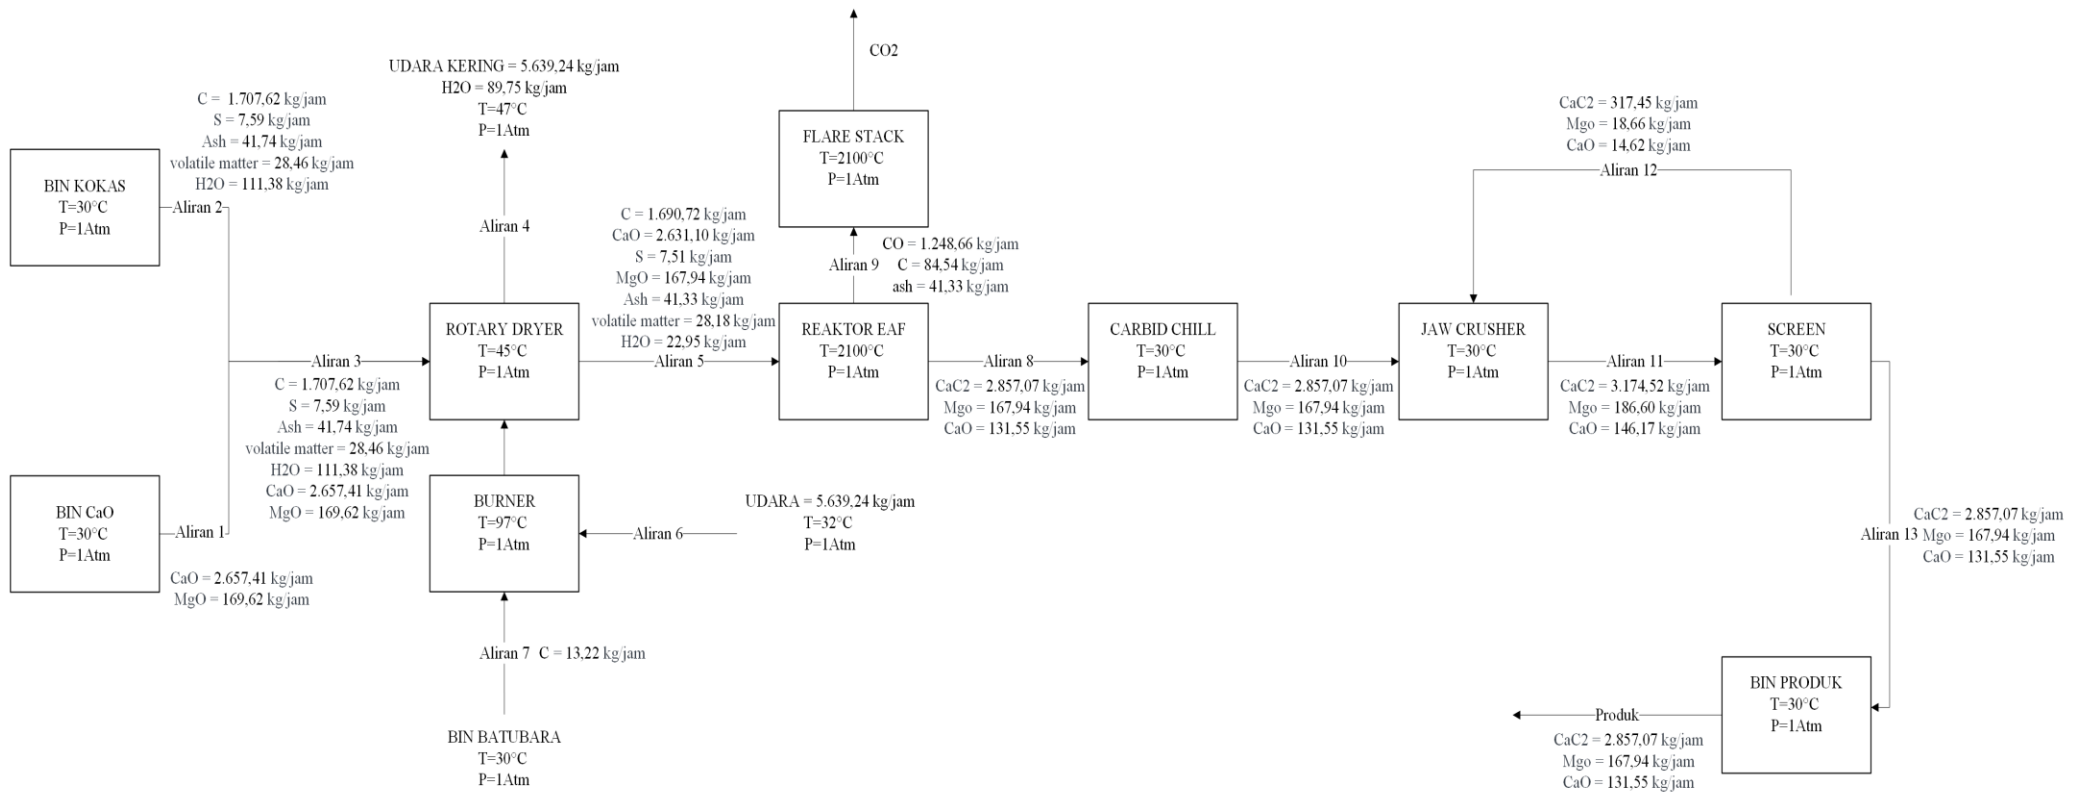 CO2
UDARA KERING = 5.639,24 kg/jam
H2O = 89,75 kg/jam
T=47°C
P=1Atm
C = 1.707,62 kg/jam
S = 7,59 kg/jam
Ash = 41,74 kg/jam
volatile matter = 28,46 kg/jam
H2O = 111,38 kg/jam
BIN KOKAS
T=30°C
P=1Atm
Aliran 2
Aliran 4
FLARE STACK
T=2100°C
P=1Atm
CaC2 = 317,45 kg/jam
Mgo = 18,66 kg/jam
CaO = 14,62 kg/jam
Aliran 12
C = 1.690,72 kg/jam
CaO = 2.631,10 kg/jam
S = 7,51 kg/jam
MgO = 167,94 kg/jam
Ash = 41,33 kg/jam
volatile matter = 28,18 kg/jam
H2O = 22,95 kg/jam
Aliran 5
Aliran 9
CO = 1.248,66 kg/jam
C = 84,54 kg/jam
ash = 41,33 kg/jam
Aliran 3
C = 1.707,62 kg/jam
S = 7,59 kg/jam
Ash = 41,74 kg/jam
volatile matter = 28,46 kg/jam
H2O = 111,38 kg/jam
CaO = 2.657,41 kg/jam
MgO = 169,62 kg/jam
ROTARY DRYER
T=45°C
P=1Atm
REAKTOR EAF
T=2100°C
P=1Atm
Aliran 8
CaC2 = 2.857,07 kg/jam
Mgo = 167,94 kg/jam
CaO = 131,55 kg/jam
CARBID CHILL
T=30°C
P=1Atm
Aliran 10
CaC2 = 2.857,07 kg/jam
Mgo = 167,94 kg/jam
CaO = 131,55 kg/jam
JAW CRUSHER
T=30°C
P=1Atm
Aliran 11
CaC2 = 3.174,52 kg/jam
Mgo = 186,60 kg/jam
CaO = 146,17 kg/jam
SCREEN
T=30°C
P=1Atm
BIN CaO
T=30°C
P=1Atm
Aliran 1
CaO = 2.657,41 kg/jam
MgO = 169,62 kg/jam
BURNER
T=97°C
P=1Atm
Aliran 6
UDARA = 5.639,24 kg/jam
T=32°C
P=1Atm
Aliran 13
CaC2 = 2.857,07 kg/jam
Mgo = 167,94 kg/jam
CaO = 131,55 kg/jam
Aliran 7
C = 13,22 kg/jam
BIN BATUBARA
T=30°C
P=1Atm
BIN PRODUK
T=30°C
P=1Atm
Produk
CaC2 = 2.857,07 kg/jam
Mgo = 167,94 kg/jam
CaO = 131,55 kg/jam